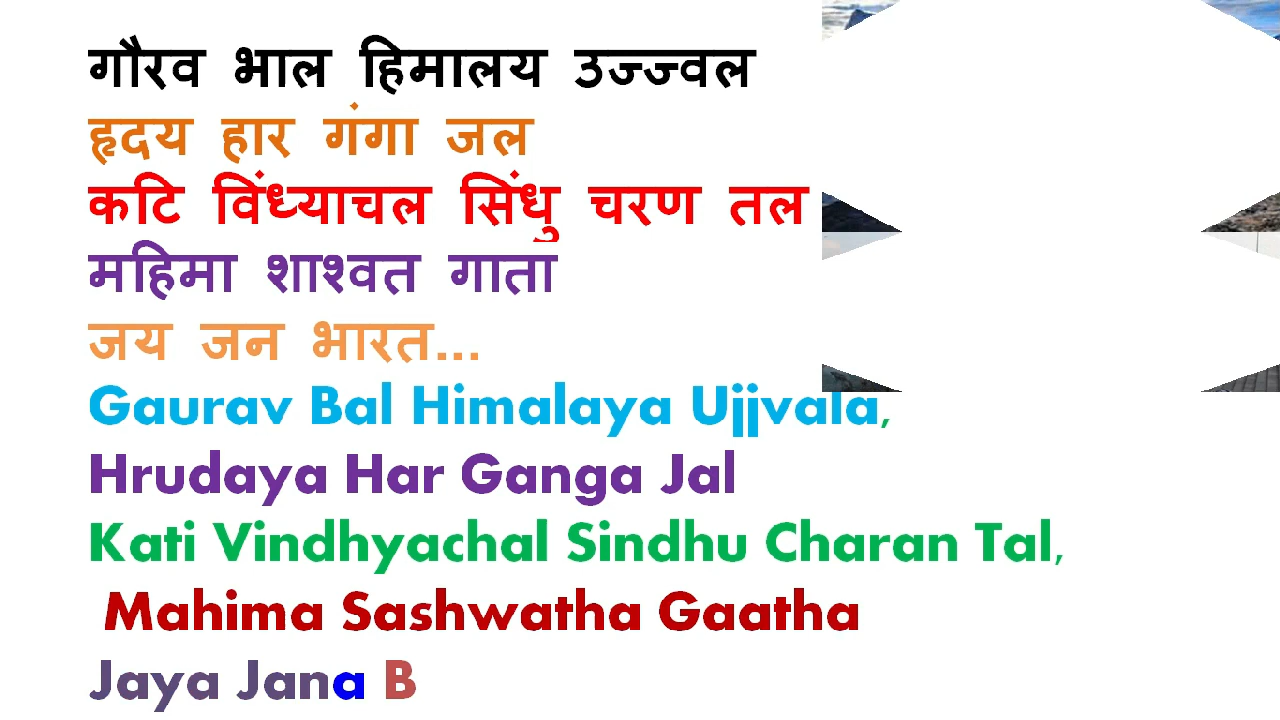 गौरव भाल हिमालय उज्ज्वल
हृदय हार गंगा जल
कटि विंध्याचल सिंधु चरण तल
महिमा शाश्वत गाता
जय जन भारत...
Gaurav Bal Himalaya Ujjvala,
Hrudaya Har Ganga Jal
Kati Vindhyachal Sindhu Charan Tal,
Mahima Sashwatha Gaatha
Jaya Jana B